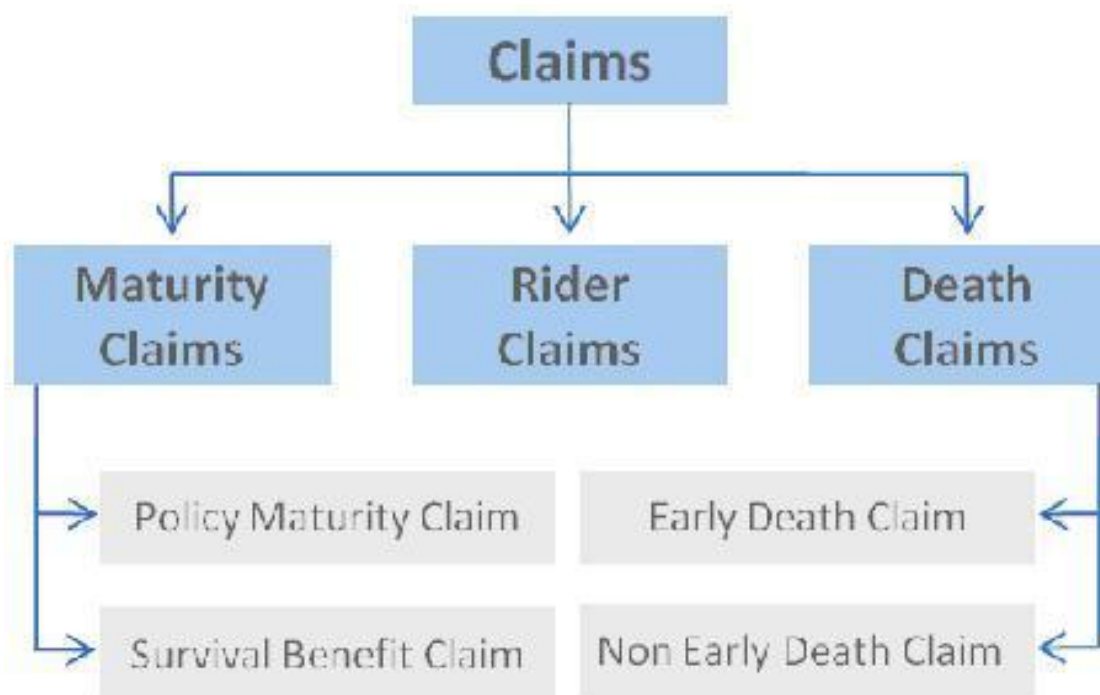 Claims
Maturity
Claims
Rider
Claims
Death
Claims
Policy Maturity Claim
Early Death Claim
Survival Benefit Claim
Non Early Death Claim